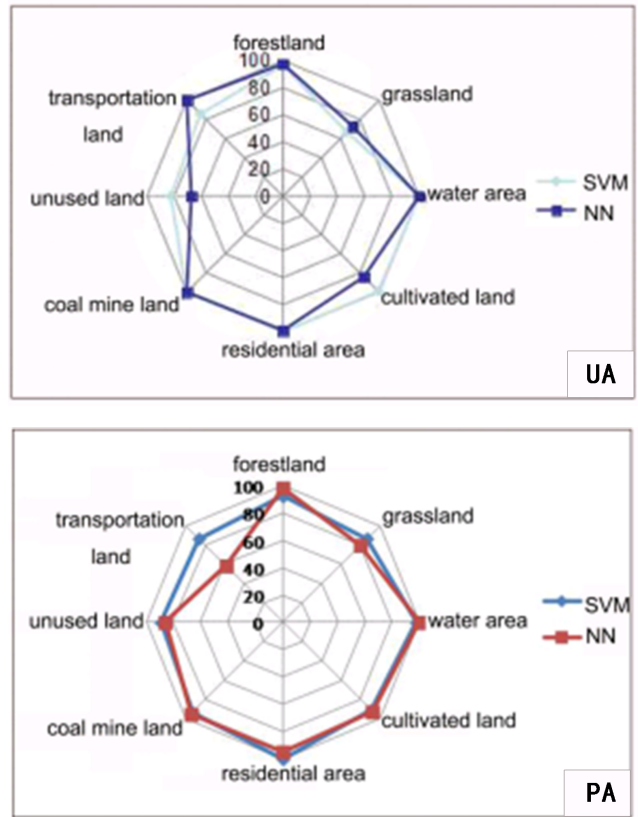 forestland
100
80
60
40
20
0
grassland
transportation
land
unused land
water area
coal mine land
cultivated land
residential area
SVM
NN
UA
forestland
100
80
60
40
20
0
grassland
transportation
land
unused land
water area
coal mine land
cultivated land
residential area
SVM
NN
PA